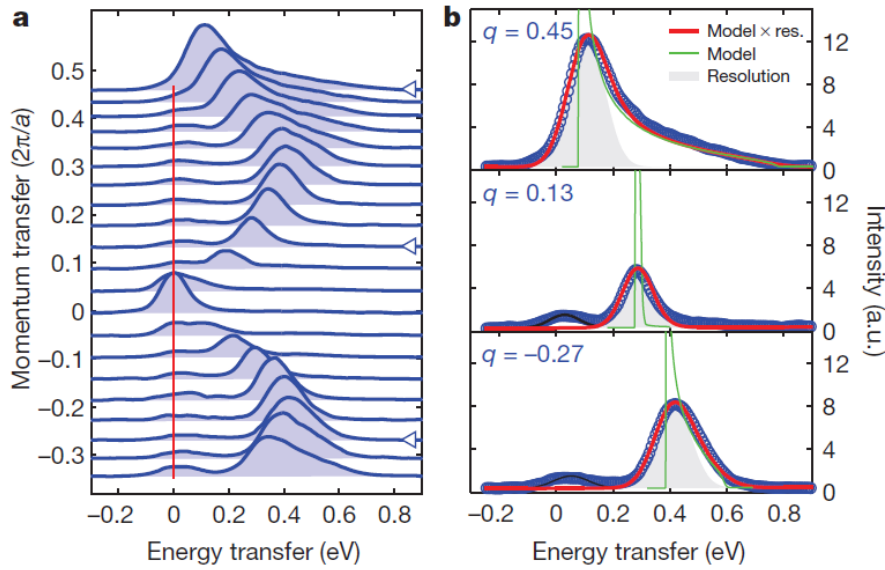 a
Momentum transfer (2π/a)
0.5
0.4
0.3
0.2
0.1
0
−0.1
−0.2
−0.3
−0.2 0 0.2 0.4 0.6 0.8
Energy transfer (eV)
b
q = 0.45
Model × res.
Model
Resolution
12
8
4
0
q = 0.13
12
8
4
0
q = −0.27
12
8
4
0
Intensity (a.u.)
−0.2 0 0.2 0.4 0.6 0.8
Energy transfer (eV)